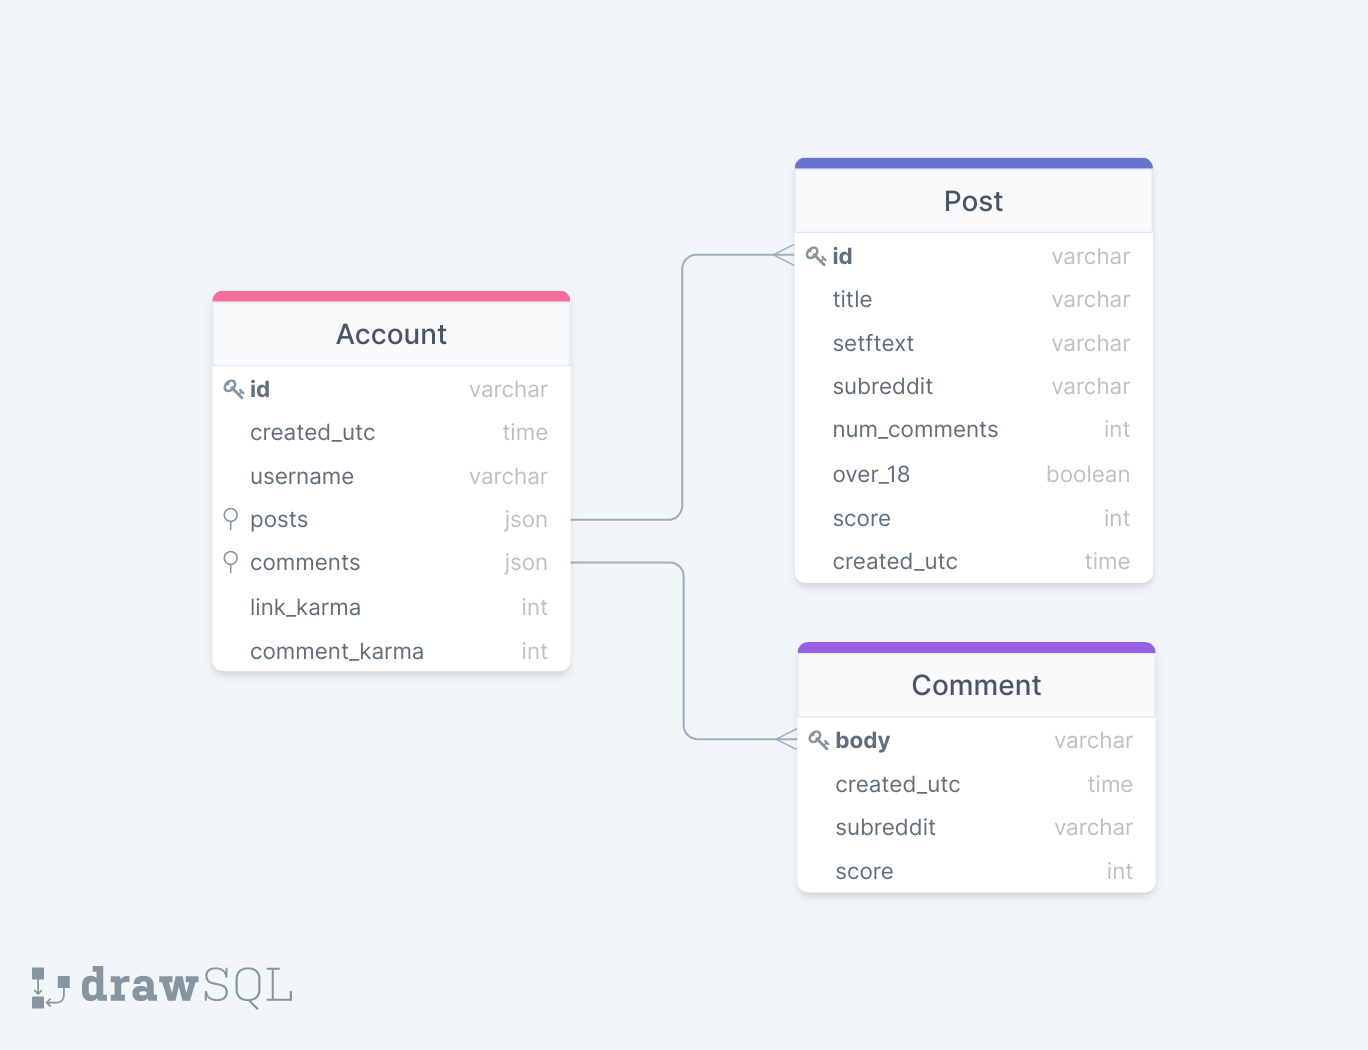 Account
id varchar
created_utc time
username varchar
posts json
comments json
link_karma int
comment_karma int
Post
id varchar
title varchar
setftext varchar
subreddit varchar
num_comments int
over_18 boolean
score int
created_utc time
Comment
body varchar
created_utc time
subreddit varchar
score int
drawSQL